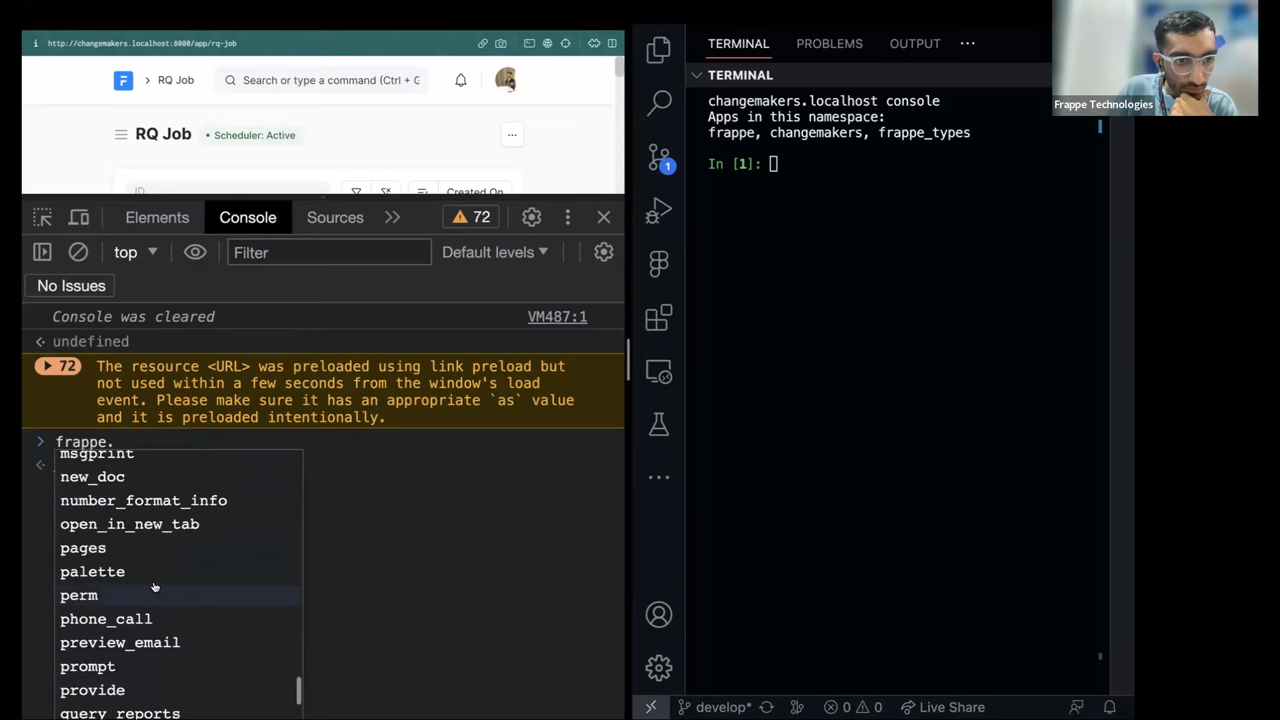 http://changemakers.localhost:8000/app/rq-job
RQ Job
Search or type a command (Ctrl + G
RQ Job
Scheduler: Active
ID
Created On
Elements
Console
Sources
72
top
Filter
Default levels
No Issues
Console was cleared
VM487:1
undefined
72
The resource <URL> was preloaded using link preload but
not used within a few seconds from the window's load
event. Please make sure it has an appropriate `as` value
and it is preloaded intentionally.
frappe.
msgprint
new_doc
number_format_info
open_in_new_tab
pages
palette
perm
phone_call
preview_email
prompt
provide
query_reports
TERMINAL
PROBLEMS
OUTPUT
TERMINAL
changemakers.localhost console
Apps in this namespace:
frappe, changemakers, frappe_types
In [1]:
1
develop*
0
0
Live Share
Frappe Technologies